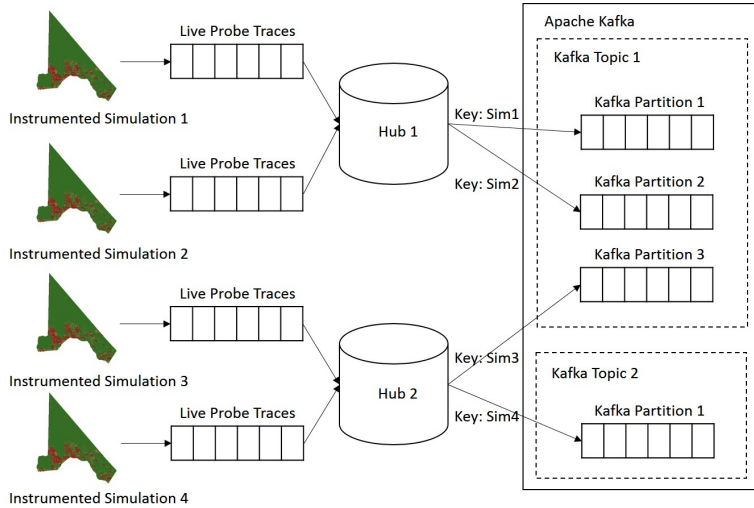 Apache Kafka
Live Probe Traces
Instrumented Simulation 1
Hub 1
Key: Sim1
Key: Sim2
Kafka Topic 1
Kafka Partition 1
Live Probe Traces
Instrumented Simulation 2
Kafka Partition 2
Kafka Partition 3
Live Probe Traces
Instrumented Simulation 3
Hub 2
Key: Sim3
Key: Sim4
Kafka Topic 2
Kafka Partition 1
Live Probe Traces
Instrumented Simulation 4